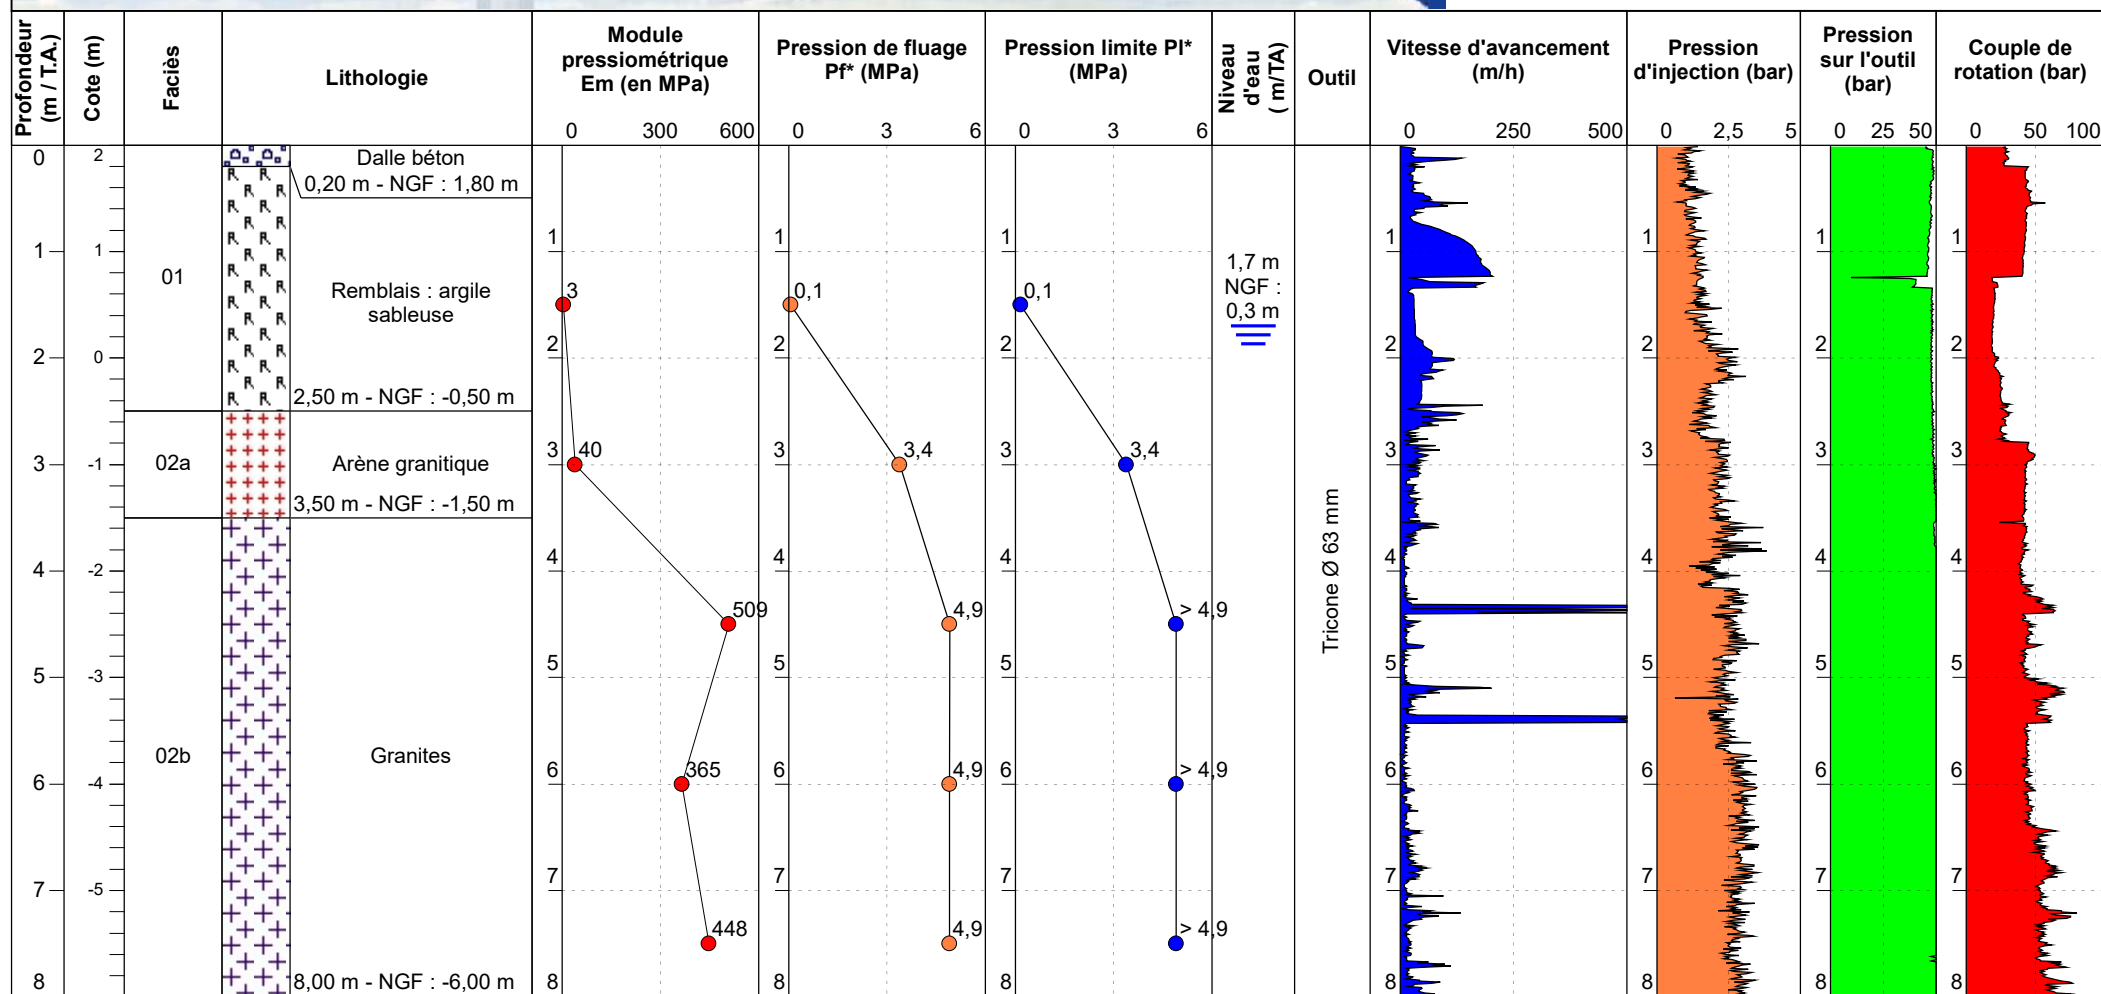 Profondeur
(m / T.A.)
Cote (m)
Faciès
Lithologie
Module
pressiométrique
Em (en MPa)
0 300 600
Pression de fluage
Pf* (MPa)
0 3 6
Pression limite Pl*
(MPa)
0 3 6
Niveau
d'eau
( m/TA)
Outil
Vitesse d'avancement
(m/h)
0 250 500
Pression
d'injection (bar)
0 2,5 5
Pression
sur l'outil
(bar)
0 25 50
Couple de
rotation (bar)
0 50 100
0
1
2
3
4
5
6
7
8
2
1
0
-1
-2
-3
-4
-5
01
02a
02b
Dalle béton
0,20 m - NGF : 1,80 m
Remblais : argile
sableuse
2,50 m - NGF : -0,50 m
Arène granitique
3,50 m - NGF : -1,50 m
Granites
8,00 m - NGF : -6,00 m
1
2
3
4
5
6
7
8
3
40
509
365
448
1
2
3
4
5
6
7
8
0,1
3,4
4,9
4,9
4,9
1
2
3
4
5
6
7
8
0,1
3,4
> 4,9
> 4,9
> 4,9
1,7 m
NGF :
0,3 m
Tricone Ø 63 mm
1
2
3
4
5
6
7
8
1
2
3
4
5
6
7
8
1
2
3
4
5
6
7
8
1
2
3
4
5
6
7
8